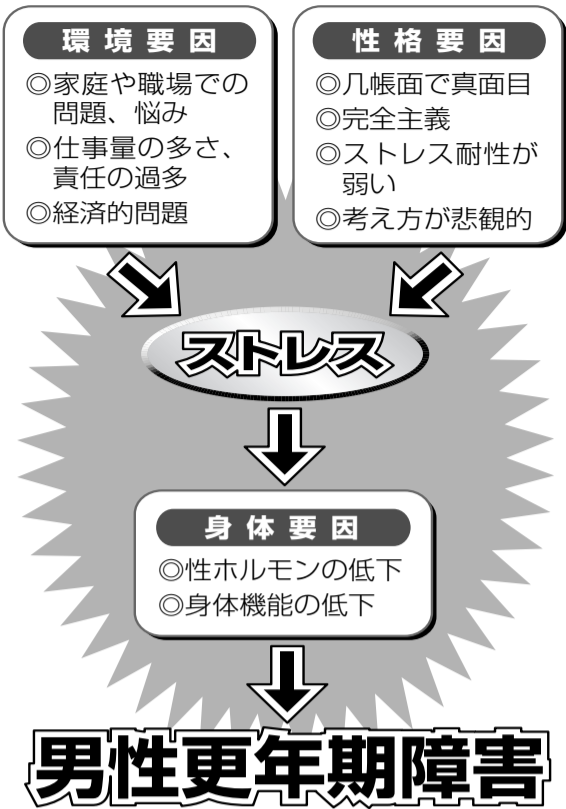 環境要因
◎家庭や職場での
問題、悩み
◎仕事量の多さ、
責任の過多
◎経済的問題
性格要因
◎几帳面で真面目
◎完全主義
◎ストレス耐性が
弱い
◎考え方が悲観的
ストレス
身体要因
◎性ホルモンの低下
◎身体機能の低下
男性更年期障害